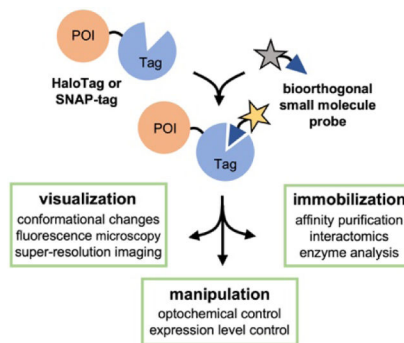 POI
Tag
HaloTag or
SNAP-tag
bioorthogonal
small molecule
probe
POI
Tag
visualization
conformational changes
fluorescence microscopy
super-resolution imaging
immobilization
affinity purification
interactomics
enzyme analysis
manipulation
optochemical control
expression level control